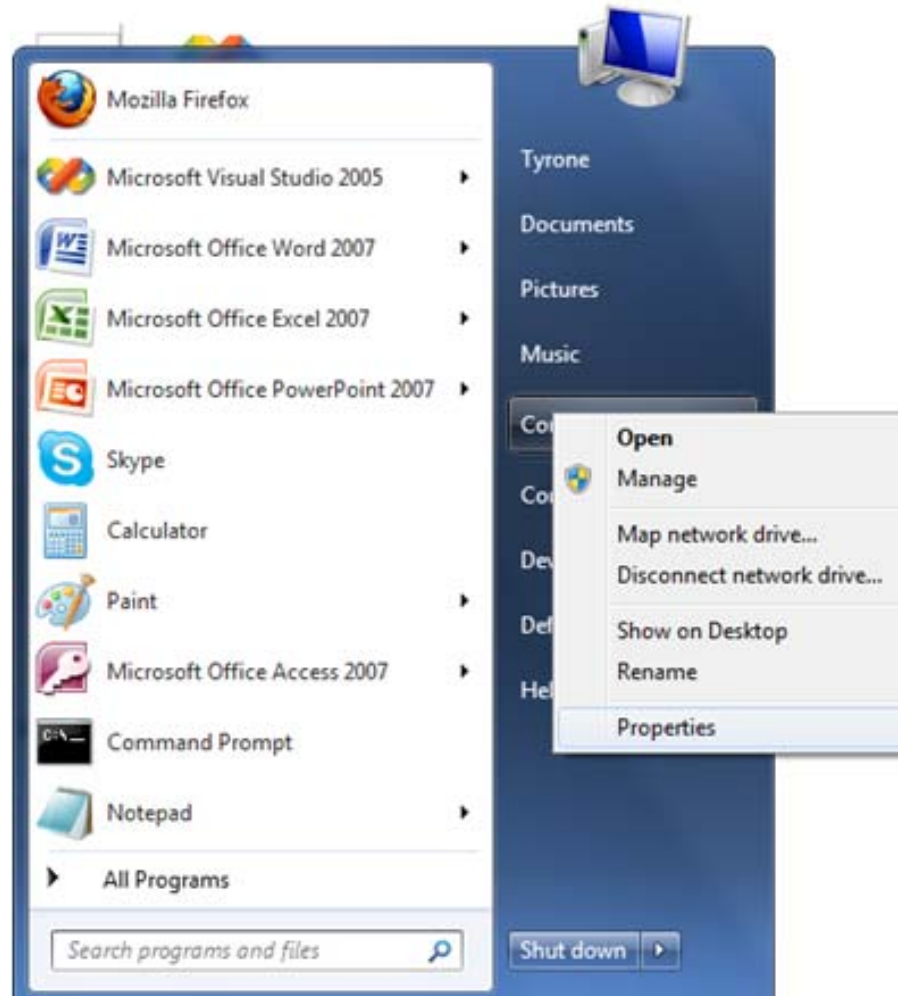 Mozilla Firefox
Microsoft Visual Studio 2005
Microsoft Office Word 2007
Microsoft Office Excel 2007
Microsoft Office PowerPoint 2007
Skype
Calculator
Paint
Microsoft Office Access 2007
C:\
Command Prompt
Notepad
All Programs
Search programs and files
Tyrone
Documents
Pictures
Music
Open
Manage
Map network drive...
Disconnect network drive...
Show on Desktop
Rename
Properties
Shut down